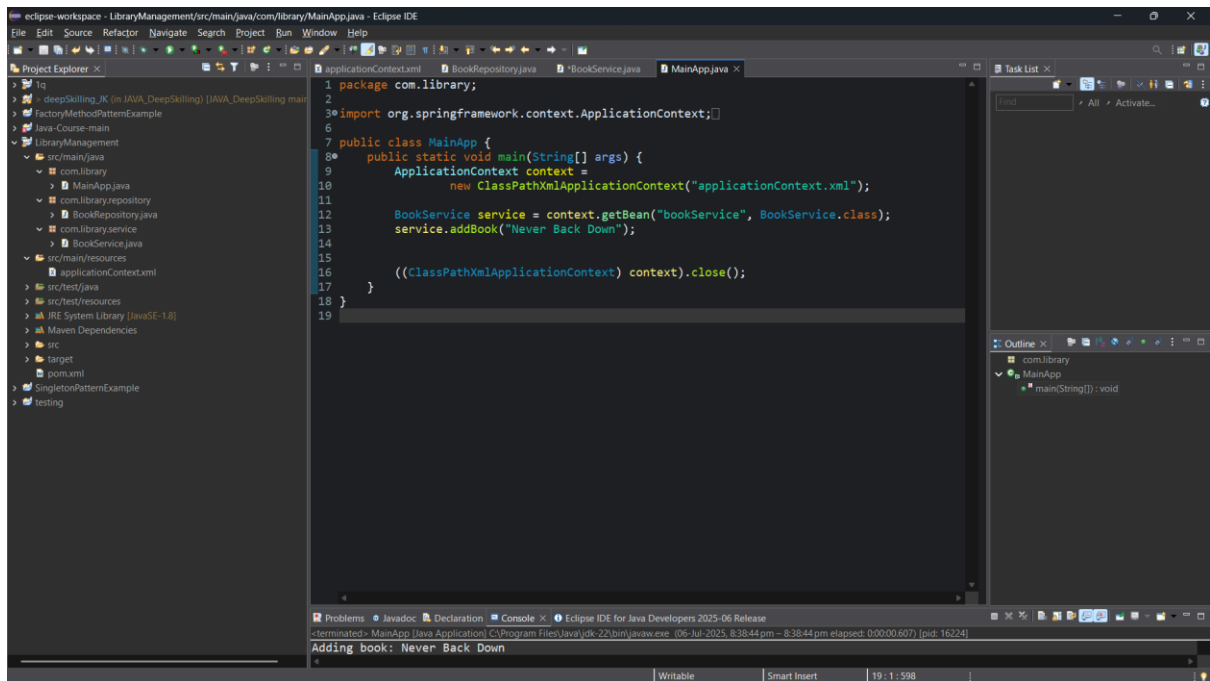 eclipse-workspace - LibraryManagement/src/main/java/com/library/MainApp.java - Eclipse IDE
File Edit Source Refactor Navigate Search Project Run Window Help
Project Explorer
1q
> deepSkilling_JK (in JAVA_DeepSkilling) [JAVA_DeepSkilling main
FactoryMethodPatternExample
Java-Course-main
LibraryManagement
src/main/java
com.library
MainApp.java
com.library.repository
BookRepository.java
com.library.service
BookService.java
src/main/resources
applicationContext.xml
src/test/java
src/test/resources
JRE System Library [JavaSE-1.8]
Maven Dependencies
src
target
pom.xml
SingletonPatternExample
testing
applicationContext.xml BookRepository.java *BookService.java MainApp.java
1 package com.library;
2
3 import org.springframework.context.ApplicationContext;
6
7 public class MainApp {
8 public static void main(String[] args) {
9 ApplicationContext context =
10 new ClassPathXmlApplicationContext("applicationContext.xml");
11
12 BookService service = context.getBean("bookService", BookService.class);
13 service.addBook("Never Back Down");
14
15
16 ((ClassPathXmlApplicationContext) context).close();
17 }
18 }
19
Task List
Find All Activate...
Outline
com.library
MainApp
main(String[]) : void
Problems Javadoc Declaration Console Eclipse IDE for Java Developers 2025-06 Release
<terminated> MainApp [Java Application] C:\Program Files\Java\jdk-22\bin\javaw.exe (06-Jul-2025, 8:38:44 pm – 8:38:44 pm elapsed: 0:00:00.607) [pid: 16224]
Adding book: Never Back Down
Writable Smart Insert 19 : 1 : 598